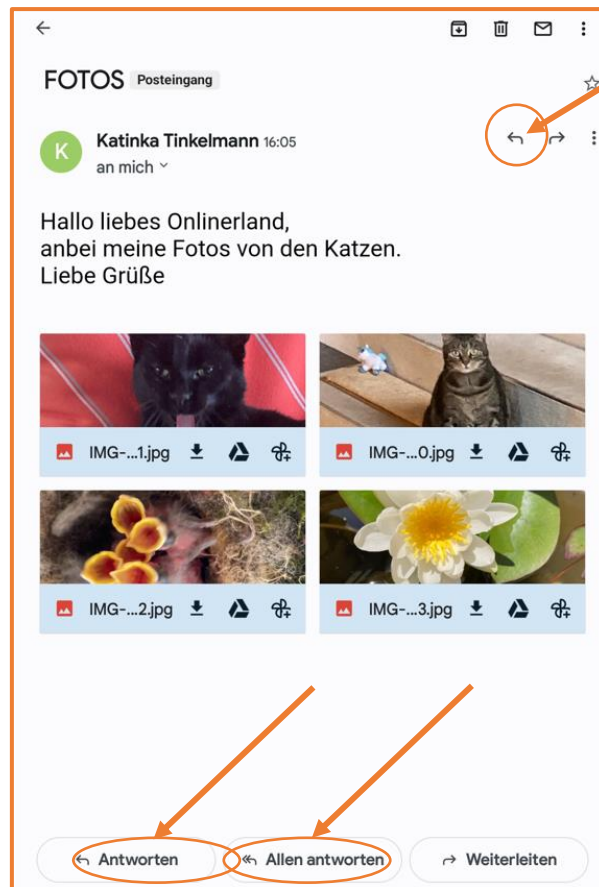 FOTOS Posteingang
K
Katinka Tinkelmann 16:05
an mich
Hallo liebes Onlinerland,
anbei meine Fotos von den Katzen.
Liebe Grüße
IMG-...1.jpg
IMG-...0.jpg
IMG-...2.jpg
IMG-...3.jpg
Antworten
Allen antworten
Weiterleiten